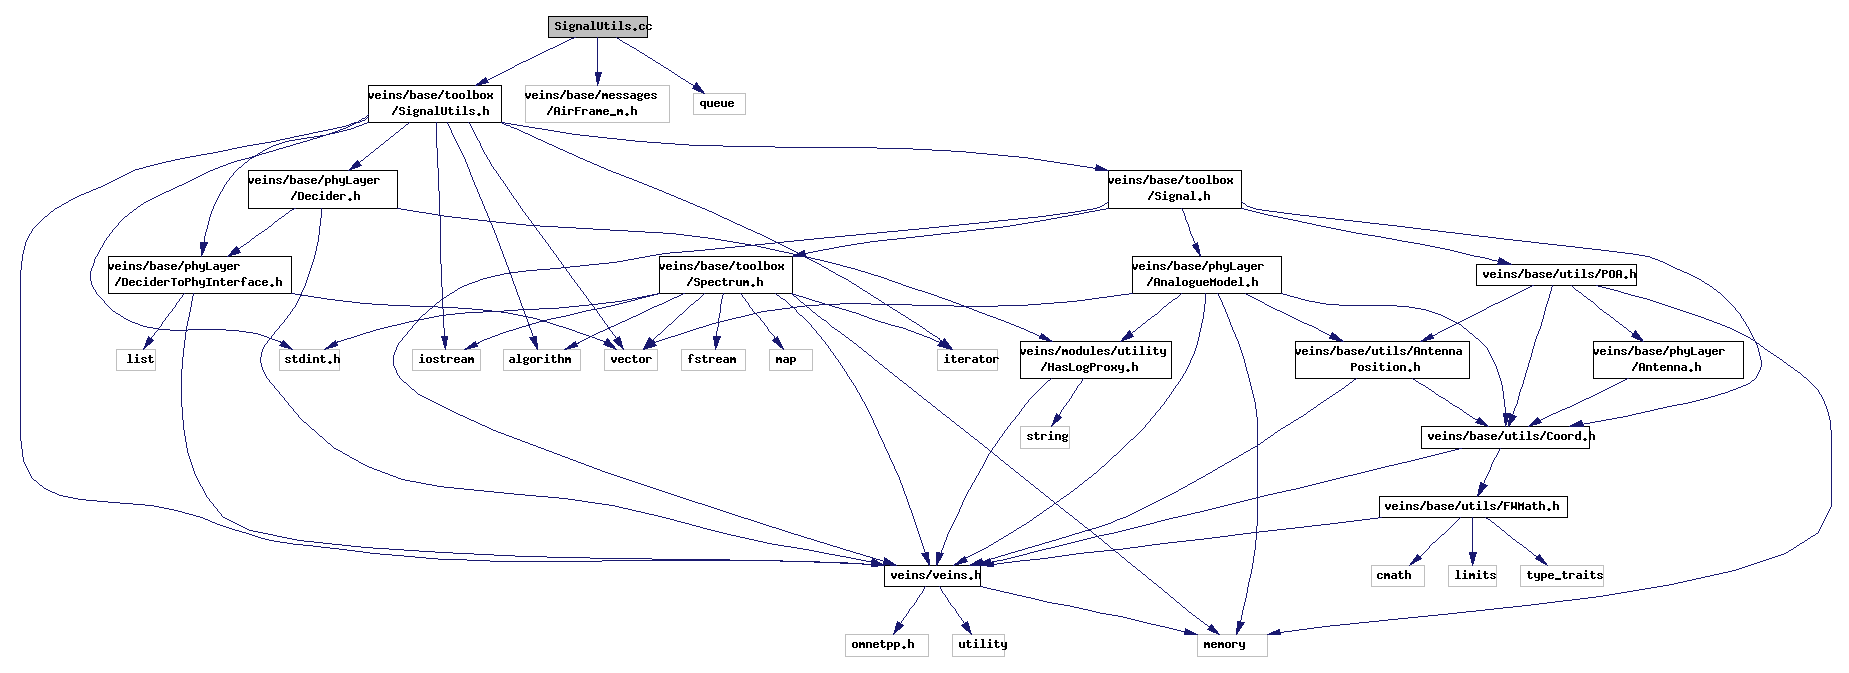 SignalUtils.cc
veins/base/toolbox
/SignalUtils.h
veins/base/messages
/AirFrame_m.h
queue
veins/base/phyLayer
/Decider.h
veins/base/toolbox
/Signal.h
veins/base/phyLayer
/DeciderToPhyInterface.h
veins/base/toolbox
/Spectrum.h
veins/base/phyLayer
/AnalogueModel.h
veins/base/utils/POA.h
list
stdint.h
iostream
algorithm
vector
fstream
map
iterator
veins/modules/utility
/HasLogProxy.h
veins/base/utils/Antenna
Position.h
veins/base/phyLayer
/Antenna.h
string
veins/base/utils/Coord.h
veins/base/utils/FWMath.h
veins/veins.h
cmath
limits
type_traits
omnetpp.h
utility
memory